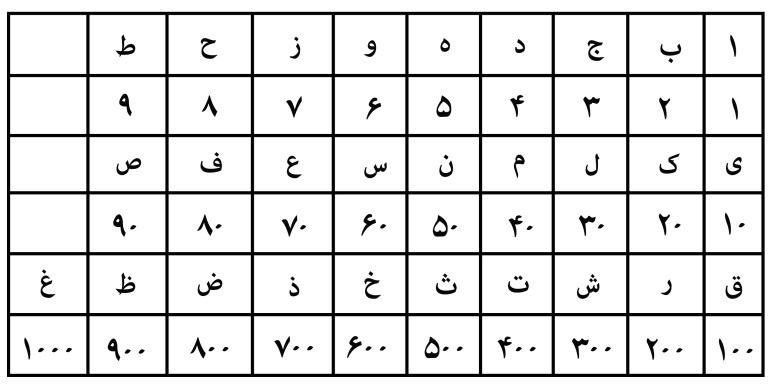 ا ب ج د ه و ز ح ط
۱ ۲ ۳ ۴ ۵ ۶ ۷ ۸ ۹
ی ک ل م ن س ع ف ص
۱۰ ۲۰ ۳۰ ۴۰ ۵۰ ۶۰ ۷۰ ۸۰ ۹۰
ق ر ش ت ث خ ذ ض ظ غ
۱۰۰ ۲۰۰ ۳۰۰ ۴۰۰ ۵۰۰ ۶۰۰ ۷۰۰ ۸۰۰ ۹۰۰ ۱۰۰۰